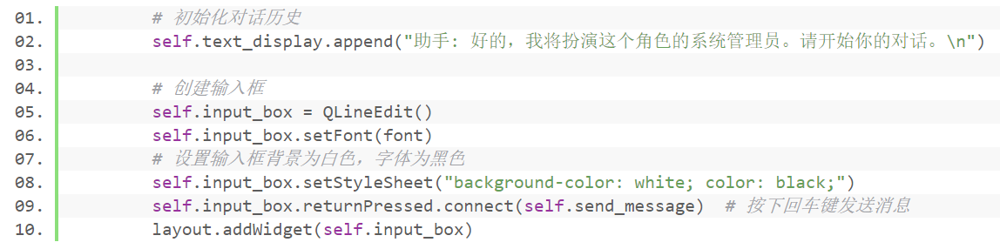 01.         # 初始化对话历史
02.         self.text_display.append("助手: 好的，我将扮演这个角色的系统管理员。请开始你的对话。\n")
03.
04.         # 创建输入框
05.         self.input_box = QLineEdit()
06.         self.input_box.setFont(font)
07.         # 设置输入框背景为白色，字体为黑色
08.         self.input_box.setStyleSheet("background-color: white; color: black;")
09.         self.input_box.returnPressed.connect(self.send_message)  # 按下回车键发送消息
10.         layout.addWidget(self.input_box)